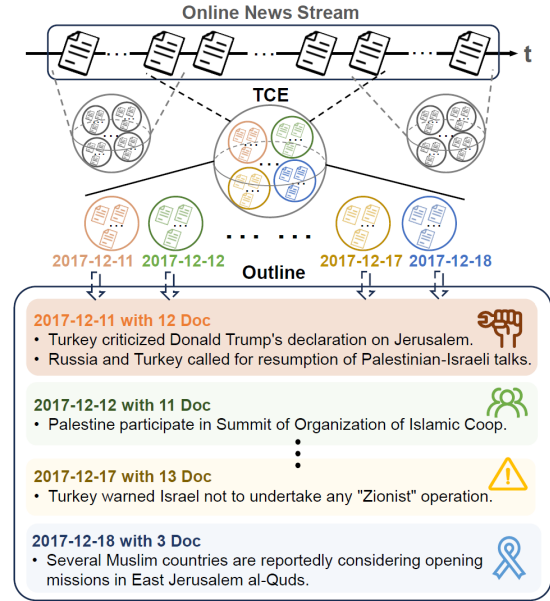 Online News Stream
t
TCE
2017-12-11
2017-12-12
2017-12-17
2017-12-18
Outline
2017-12-11 with 12 Doc
• Turkey criticized Donald Trump's declaration on Jerusalem.
• Russia and Turkey called for resumption of Palestinian-Israeli talks.
2017-12-12 with 11 Doc
• Palestine participate in Summit of Organization of Islamic Coop.
2017-12-17 with 13 Doc
• Turkey warned Israel not to undertake any "Zionist" operation.
2017-12-18 with 3 Doc
• Several Muslim countries are reportedly considering opening
missions in East Jerusalem al-Quds.